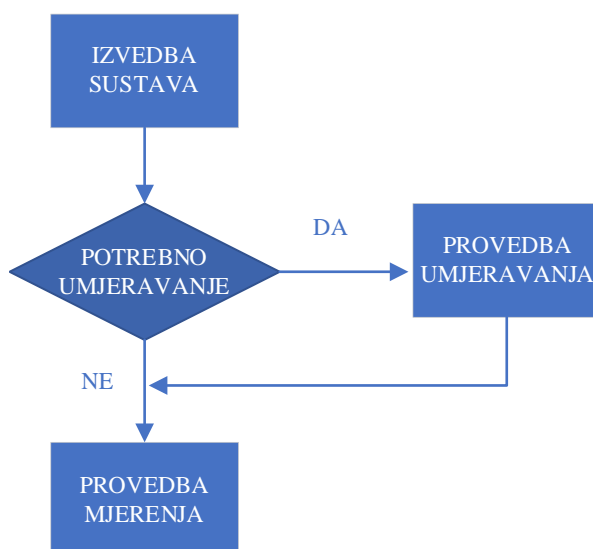 IZVEDBA
SUSTAVA
POTREBNO
UMJERAVANJE
DA
PROVEDBA
UMJERAVANJA
NE
PROVEDBA
MJERENJA